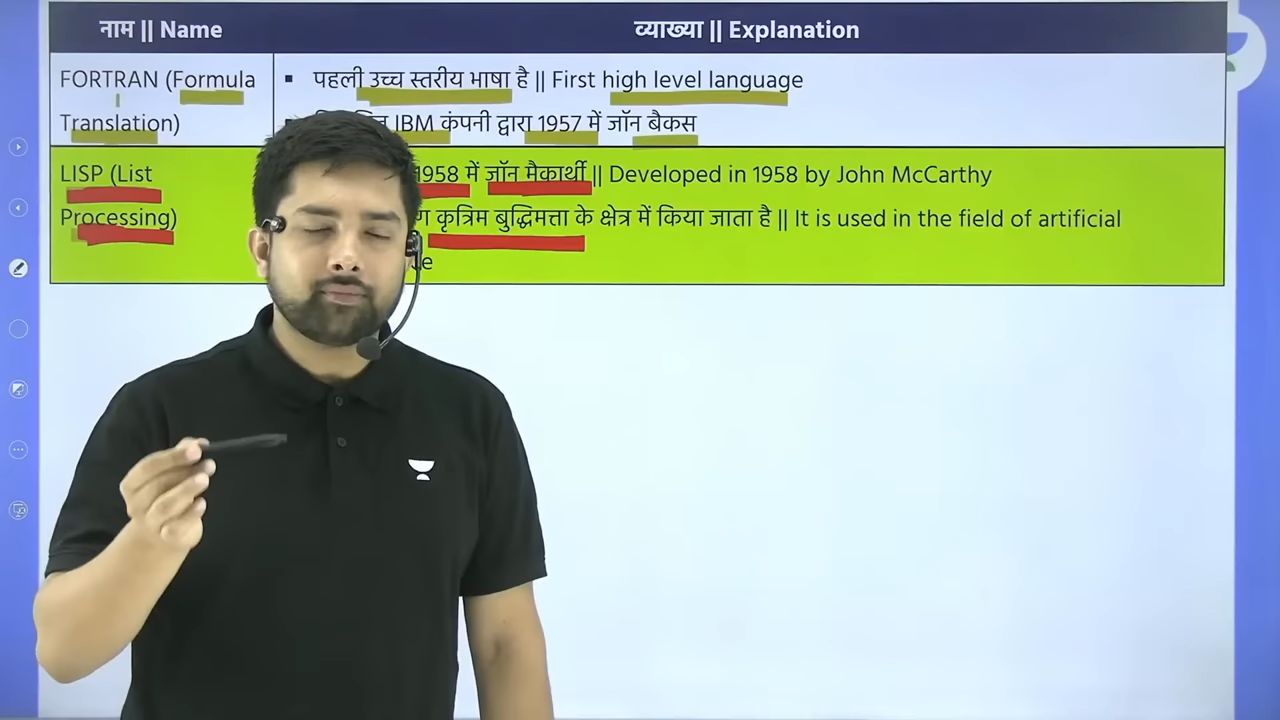 नाम || Name
व्याख्या || Explanation
FORTRAN (Formula
Translation)
▪ पहली उच्च स्तरीय भाषा है || First high level language
IBM कंपनी द्वारा 1957 में जॉन बैकस
LISP (List
Processing)
1958 में जॉन मैकार्थी || Developed in 1958 by John McCarthy
कृत्रिम बुद्धिमत्ता के क्षेत्र में किया जाता है || It is used in the field of artificial